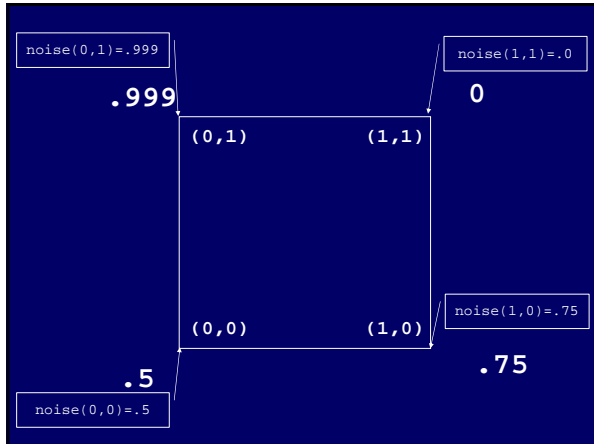 noise(0,1)=.999
noise(1,1)=.0
.999
0
(0,1)
(1,1)
noise(1,0)=.75
(0,0)
(1,0)
.75
.5
noise(0,0)=.5